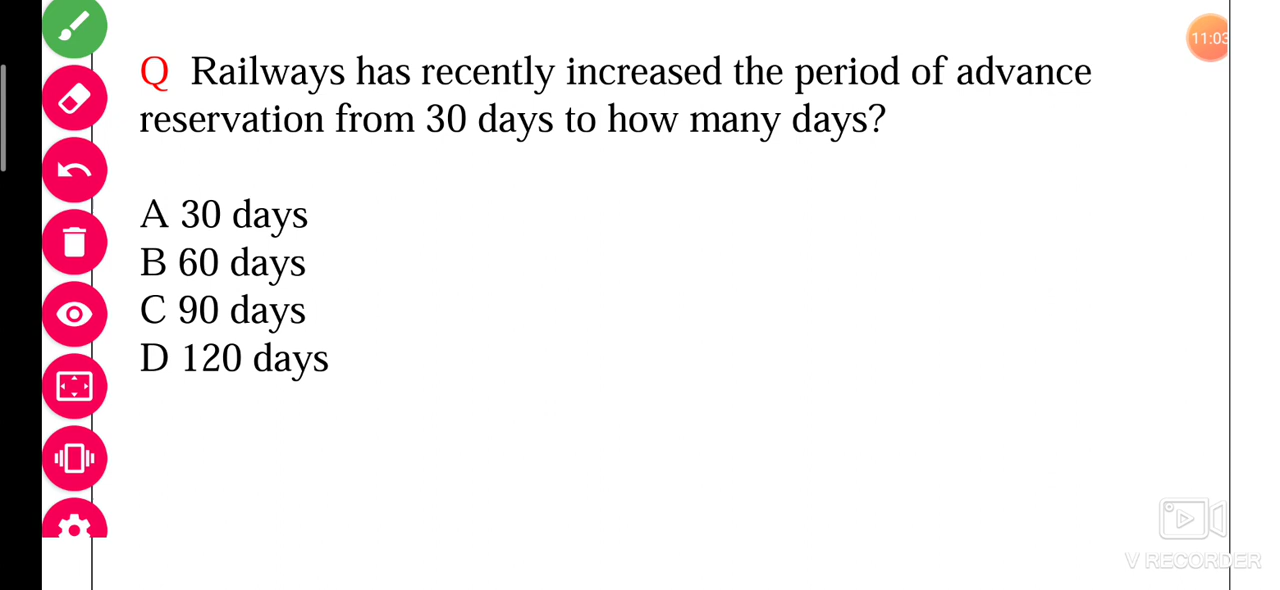 11:03
Q Railways has recently increased the period of advance
reservation from 30 days to how many days?
A 30 days
B 60 days
C 90 days
D 120 days
V RECORDER